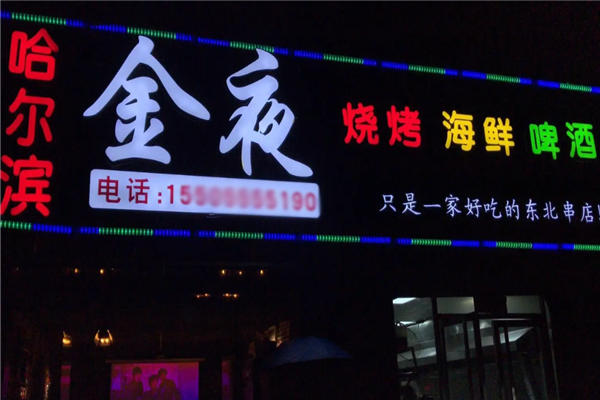 哈尔滨
金夜
烧烤 海鲜 啤酒
电话:15
只是一家好吃的东北串店!